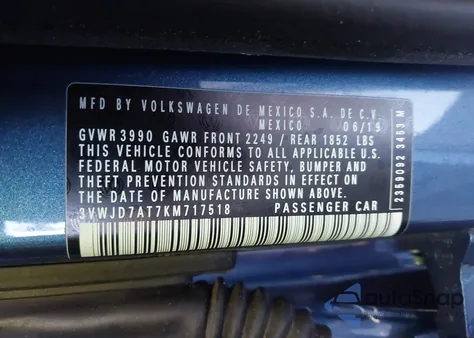 MFD BY VOLKSWAGEN DE MEXICO S.A. DE C.V.
MEXICO 06/19
GVWR 3990 GAWR FRONT 2249 / REAR 1852 LBS
THIS VEHICLE CONFORMS TO ALL APPLICABLE U.S.
FEDERAL MOTOR VEHICLE SAFETY, BUMPER AND
THEFT PREVENTION STANDARDS IN EFFECT ON
THE DATE OF MANUFACTURE SHOWN ABOVE.
3VWJD7AT7KM717518 PASSENGER CAR
2359092 3453 M
AutoSnap